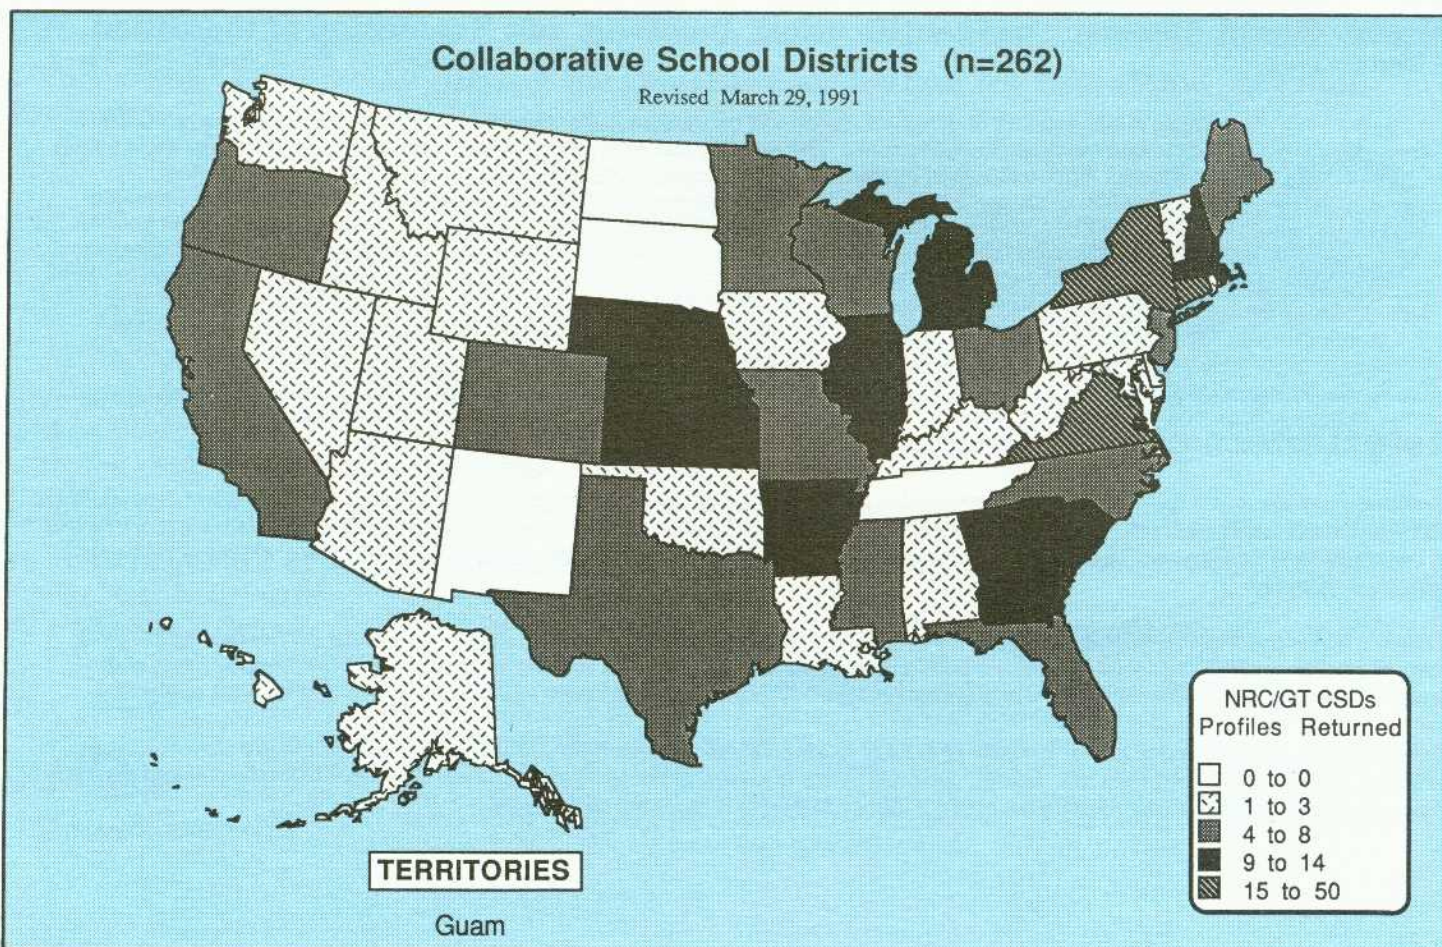 Collaborative School Districts (n=262)
Revised March 29, 1991
NRC/GT CSDs
Profiles Returned
0 to 0
1 to 3
4 to 8
9 to 14
15 to 50
TERRITORIES
Guam